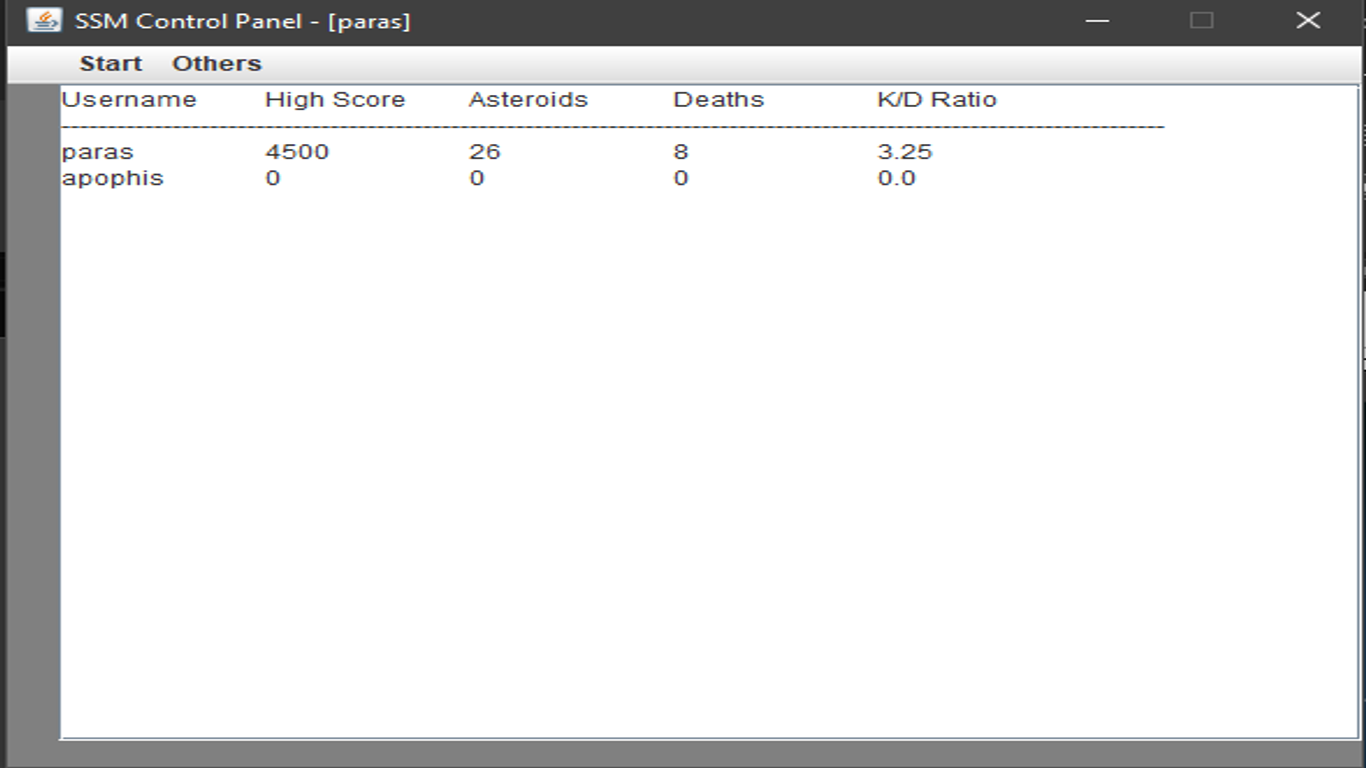 SSM Control Panel - [paras]
Start Others
Username High Score Asteroids Deaths K/D Ratio
paras 4500 26 8 3.25
apophis 0 0 0 0.0